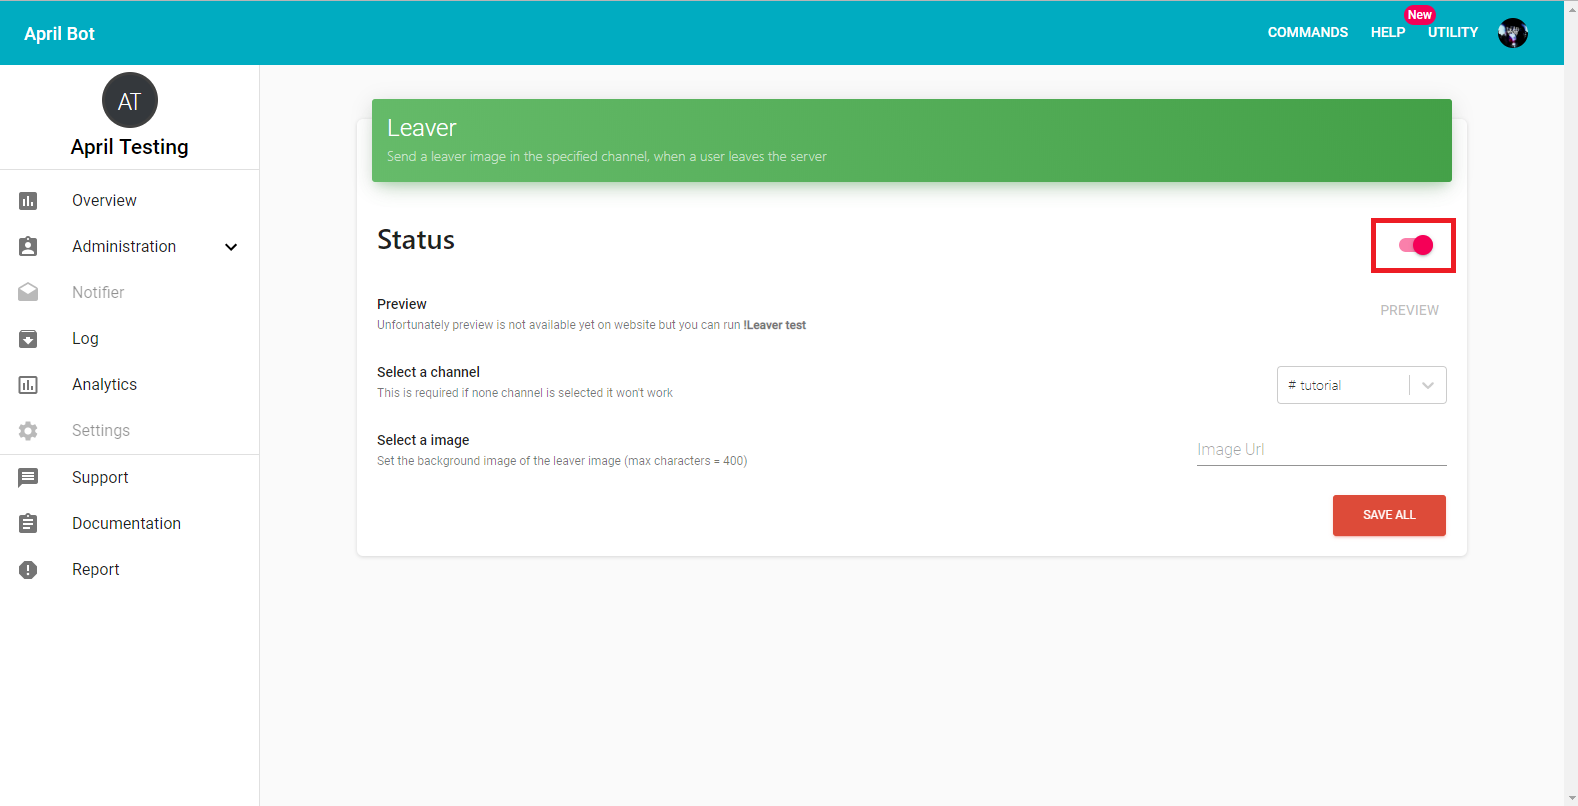 April Bot
COMMANDS
HELP
New
UTILITY
AT
April Testing
Overview
Administration
Notifier
Log
Analytics
Settings
Support
Documentation
Report
Leaver
Send a leaver image in the specified channel, when a user leaves the server
Status
Preview
Unfortunately preview is not available yet on website but you can run !Leaver test
PREVIEW
Select a channel
This is required if none channel is selected it won't work
# tutorial
Select a image
Set the background image of the leaver image (max characters = 400)
Image Url
SAVE ALL